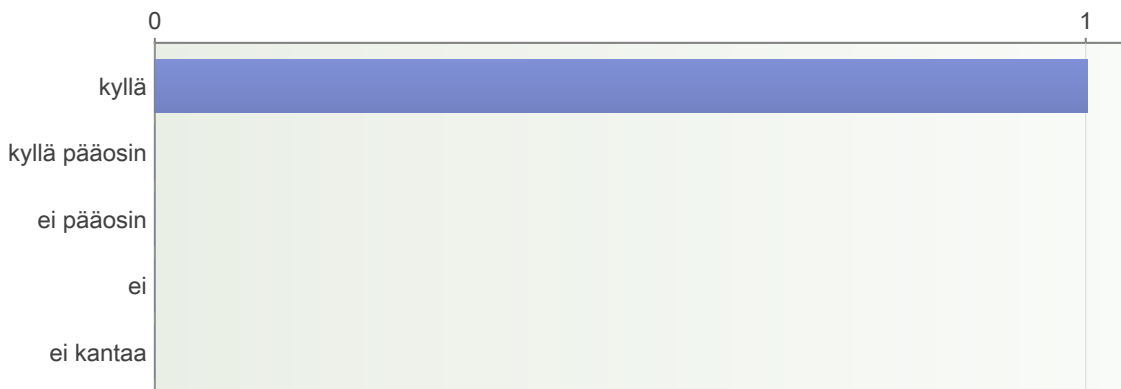 0 1
kyllä
kyllä pääosin
ei pääosin
ei
ei kantaa